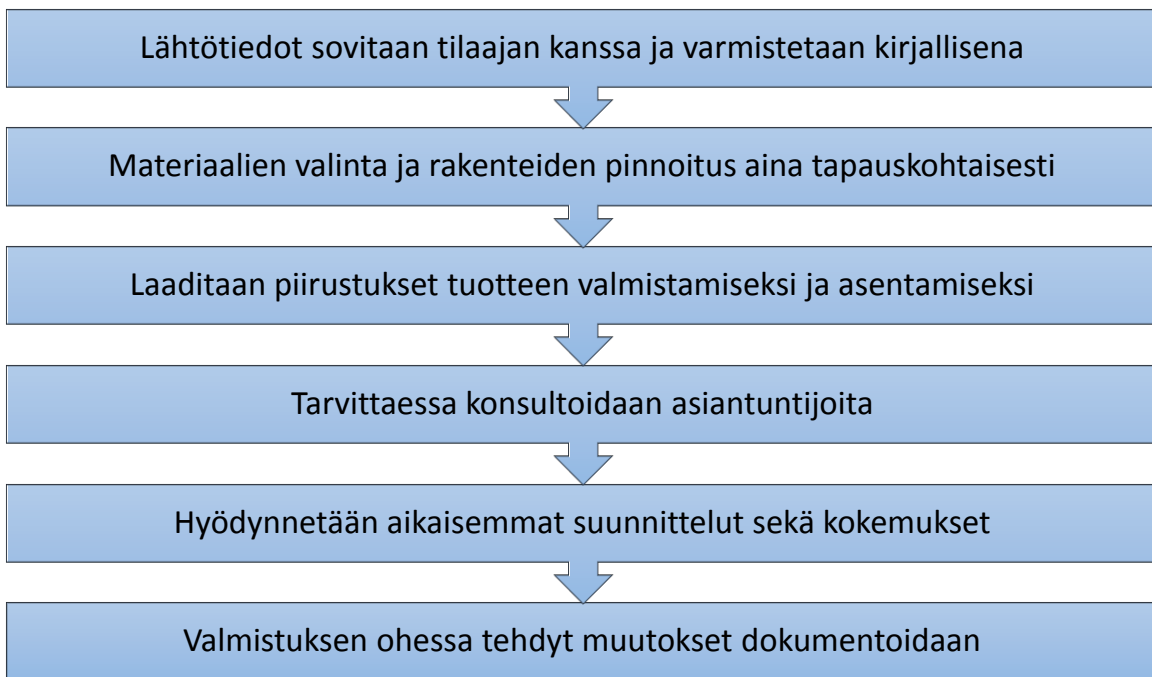 Lähtötiedot sovitaan tilaajan kanssa ja varmistetaan kirjallisena
Materiaalien valinta ja rakenteiden pinnoitus aina tapauskohtaisesti
Laaditaan piirustukset tuotteen valmistamiseksi ja asentamiseksi
Tarvittaessa konsultoidaan asiantuntijoita
Hyödynnetään aikaisemmat suunnittelut sekä kokemukset
Valmistuksen ohessa tehdyt muutokset dokumentoidaan